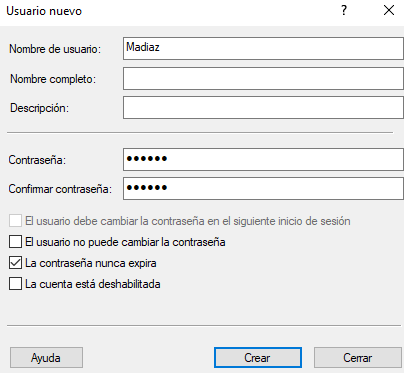 Usuario nuevo ?
Nombre de usuario: Madiaz
Nombre completo:
Descripción:
Contraseña: ●●●●●●
Confirmar contraseña: ●●●●●●
El usuario debe cambiar la contraseña en el siguiente inicio de sesión
El usuario no puede cambiar la contraseña
La contraseña nunca expira
La cuenta está deshabilitada
Ayuda Crear Cerrar